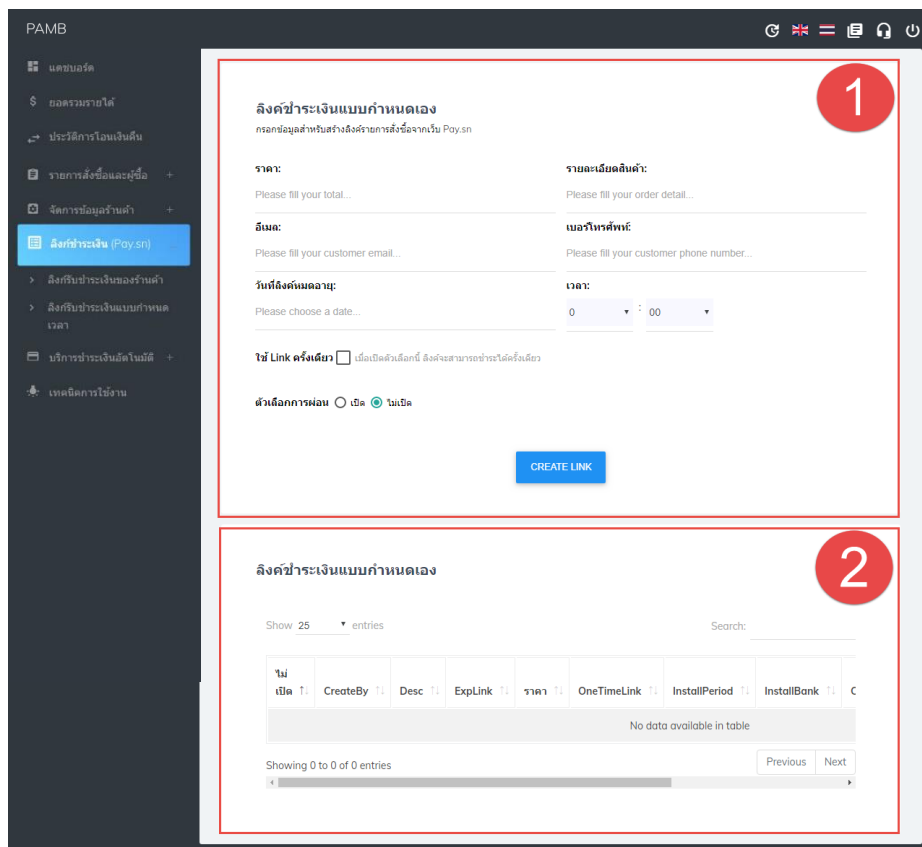 PAMB
แดชบอร์ด
ยอดรวมรายได้
ประวัติการโอนเงินคืน
รายการสั่งซื้อและผู้ซื้อ +
จัดการข้อมูลร้านค้า +
ลิงก์ชำระเงิน (Pay.sn)
ลิงก์รับชำระเงินของร้านค้า
ลิงก์รับชำระเงินแบบกำหนด
เวลา
บริการชำระเงินอัตโนมัติ +
เทคนิคการใช้งาน
1
ลิงค์ชำระเงินแบบกำหนดเอง
กรอกข้อมูลสำหรับสร้างลิงค์รายการสั่งซื้อจากเว็บ Pay.sn
ราคา: รายละเอียดสินค้า:
Please fill your total... Please fill your order detail...
อีเมล: เบอร์โทรศัพท์:
Please fill your customer email... Please fill your customer phone number...
วันที่ลิงค์หมดอายุ: เวลา:
Please choose a date... 0 : 00
ใช้ Link ครั้งเดียว เมื่อเปิดตัวเลือกนี้ ลิงค์จะสามารถชำระได้ครั้งเดียว
ตัวเลือกการผ่อน เปิด ไม่เปิด
CREATE LINK
2
ลิงค์ชำระเงินแบบกำหนดเอง
Show 25 entries Search:
ไม่
เปิด CreateBy Desc ExpLink ราคา OneTimeLink InstallPeriod InstallBank C
No data available in table
Showing 0 to 0 of 0 entries Previous Next